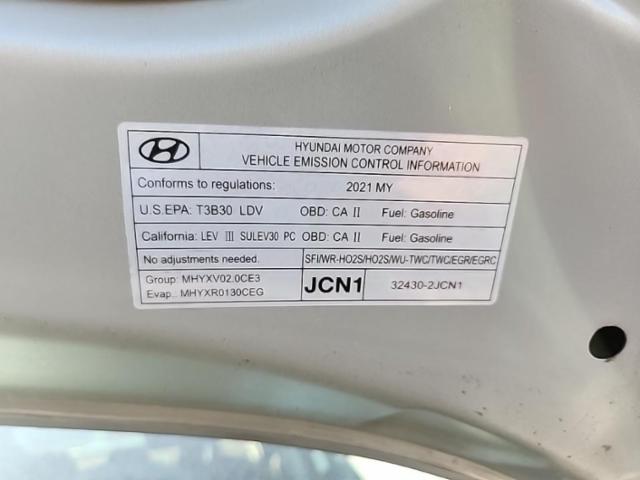 HYUNDAI MOTOR COMPANY
VEHICLE EMISSION CONTROL INFORMATION
Conforms to regulations: 2021 MY
U.S.EPA: T3B30 LDV OBD: CA II Fuel: Gasoline
California: LEV III SULEV30 PC OBD: CA II Fuel: Gasoline
No adjustments needed. SFI/WR-HO2S/HO2S/WU-TWC/TWC/EGR/EGRC
Group: MHYXV02.0CE3
Evap.: MHYXR0130CEG
JCN1
32430-2JCN1